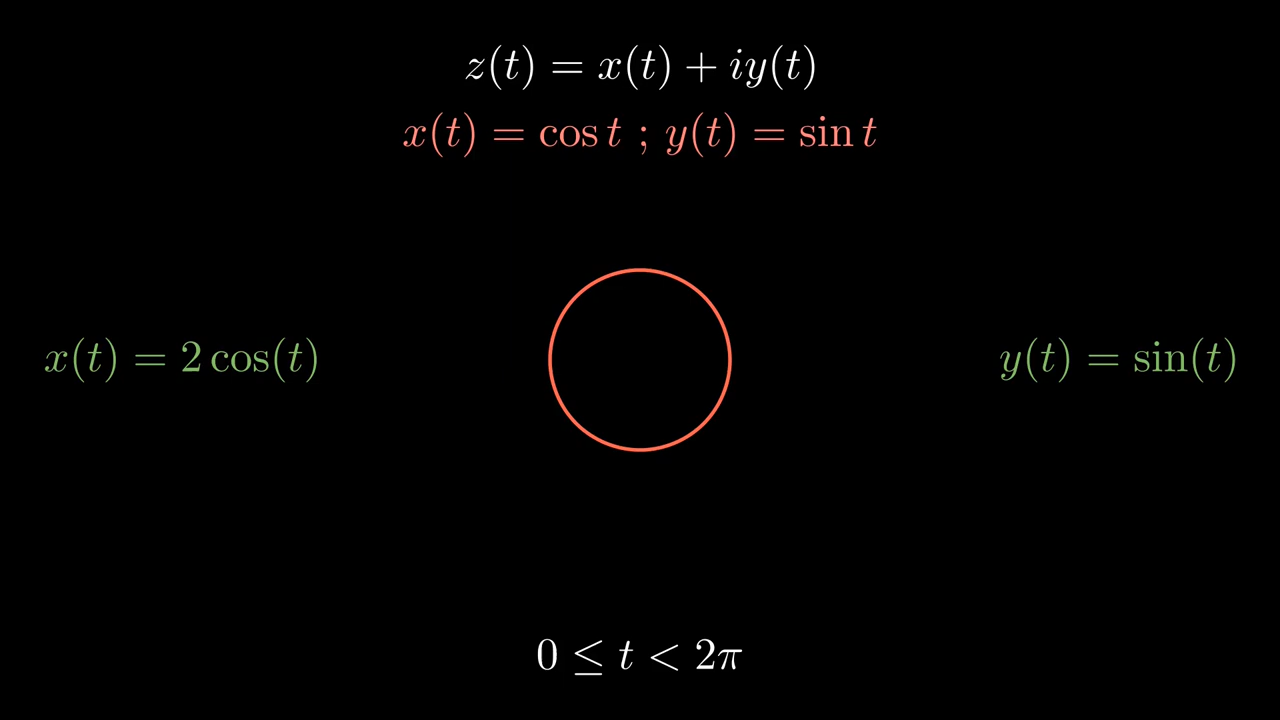 z(t) = x(t) + iy(t)
x(t) = cos t ; y(t) = sin t
x(t) = 2 cos(t)
y(t) = sin(t)
0 ≤ t < 2π